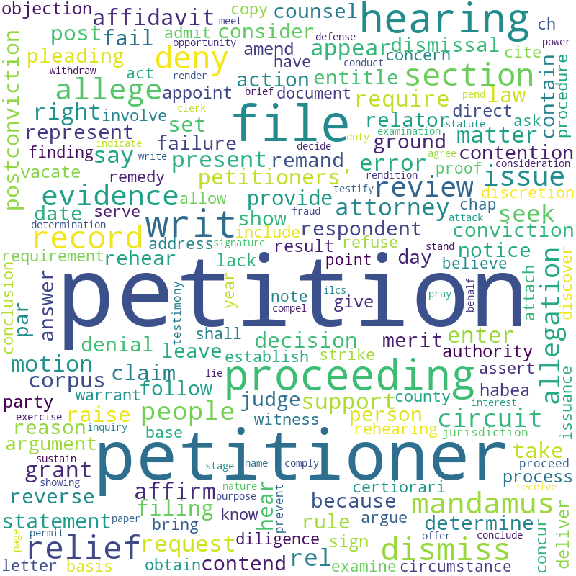 objection affidavit meet counsel copy hearing ch
post fail admit consider appear dismissal power
pleading opportunity amend defense concern cite
withdraw act render have conduct section contain
deny action entitle procedure
allege appoint brief document require law
postconviction right involve clerk file relator direct ask
represent set matter statute
finding indicate failure present decide remand pend error ground duty examination contention
say write petitioners' agree proof consideration
vacate remedy allow rendition discretion
evidence provide testify review issue
date serve writ fraud show attorney chap attack seek
determination record address include respondent conviction
requirement signature refuse notice
rehear lack result point day stand believe attach discover
conclusion par answer petition
year note ilcs give pray behalf
testimony shall compel
denial leave decision merit enter allegation
motion establish strike authority
corpus claim lie proceeding assert
party warrant follow judge support county habea interest issuance
exercise raise people person circuit
reason inquiry witness rehearing jurisdiction
argument base petitioner take
sustain stage name comply proceed
showing grant affirm hear nature certiorari process
reverse purpose because mandamus receive
statement paper filing know prevent argue determine
page permit bring rule offer conclude concur
relief request diligence sign dismiss deliver
letter basis obtain contend rel examine circumstance